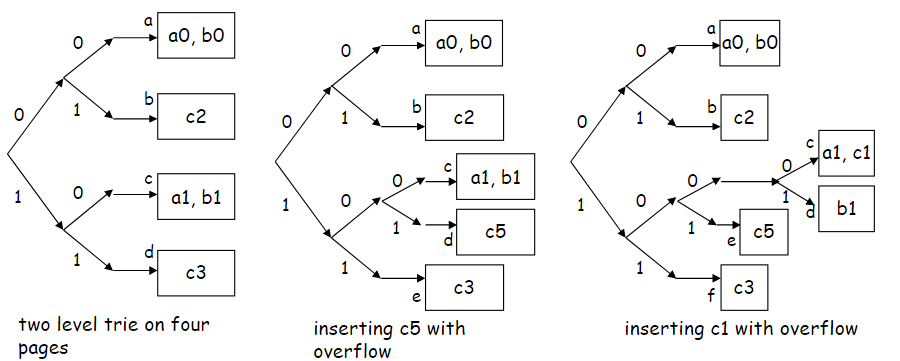 a
0
a0, b0
0
1
b
c2
1
0
c
a1, b1
1
d
c3
two level trie on four
pages
a
0
a0, b0
0
1
b
c2
1
0
0
c
a1, b1
1
d
c5
1
e
c3
inserting c5 with
overflow
a
0
a0, b0
0
1
b
c2
1
0
0
0
c
a1, c1
1
d
b1
1
e
c5
1
f
c3
inserting c1 with overflow